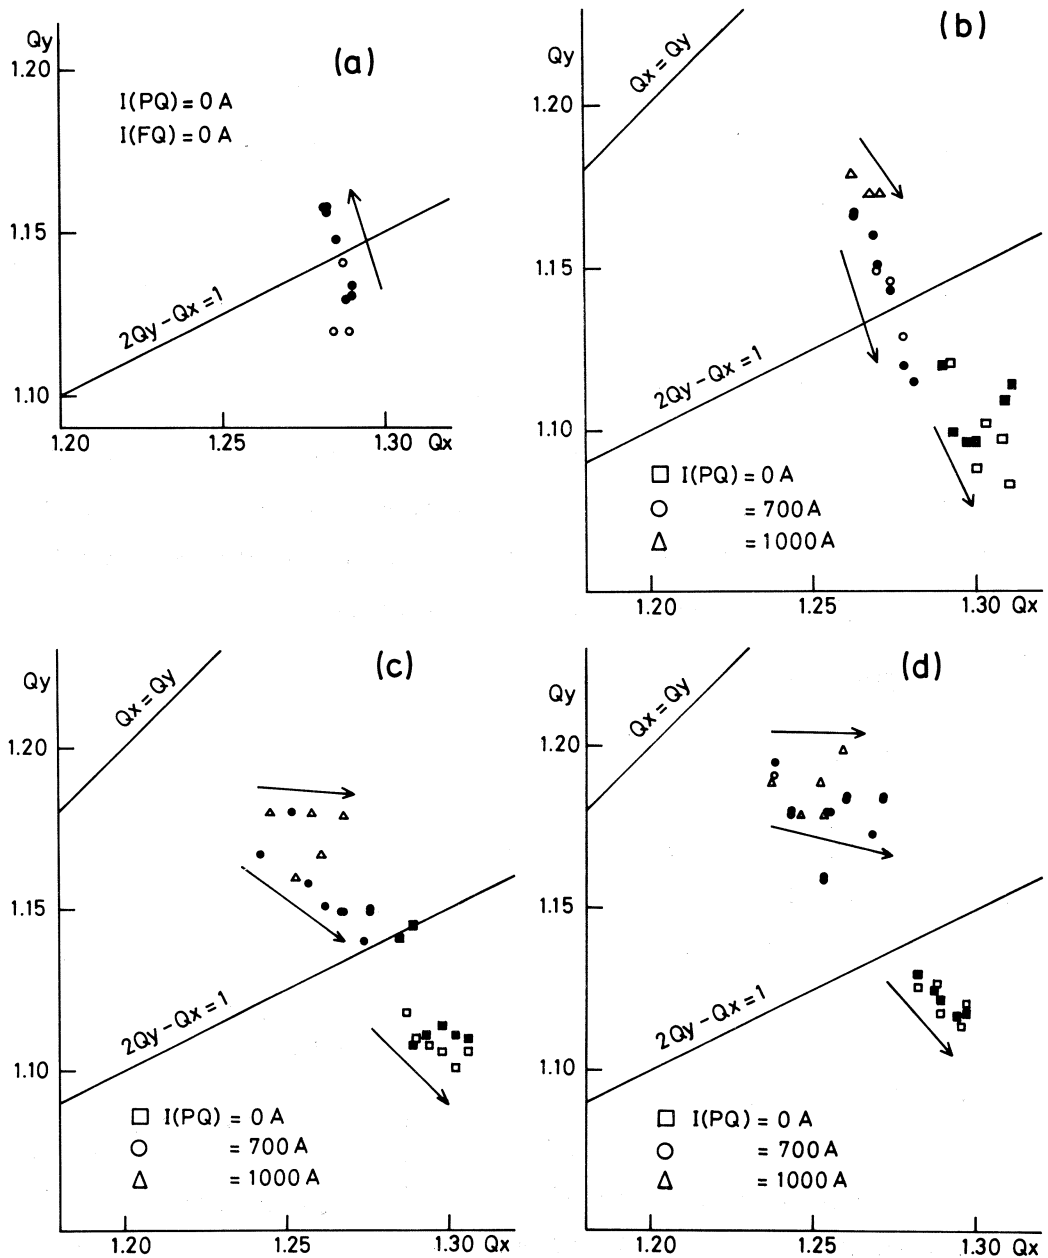 (a)
Qy
1.20
I(PQ) = 0 A
I(FQ) = 0 A
1.15
2Qy - Qx = 1
1.10
1.20 1.25 1.30 Qx
(b)
Qy
Qx = Qy
1.20
1.15
2Qy - Qx = 1
1.10
□ I(PQ) = 0 A
○ = 700 A
△ = 1000 A
1.20 1.25 1.30 Qx
(c)
Qy
Qx = Qy
1.20
1.15
2Qy - Qx = 1
1.10
□ I(PQ) = 0 A
○ = 700 A
△ = 1000 A
1.20 1.25 1.30 Qx
(d)
Qy
Qx = Qy
1.20
1.15
2Qy - Qx = 1
1.10
□ I(PQ) = 0 A
○ = 700 A
△ = 1000 A
1.20 1.25 1.30 Qx